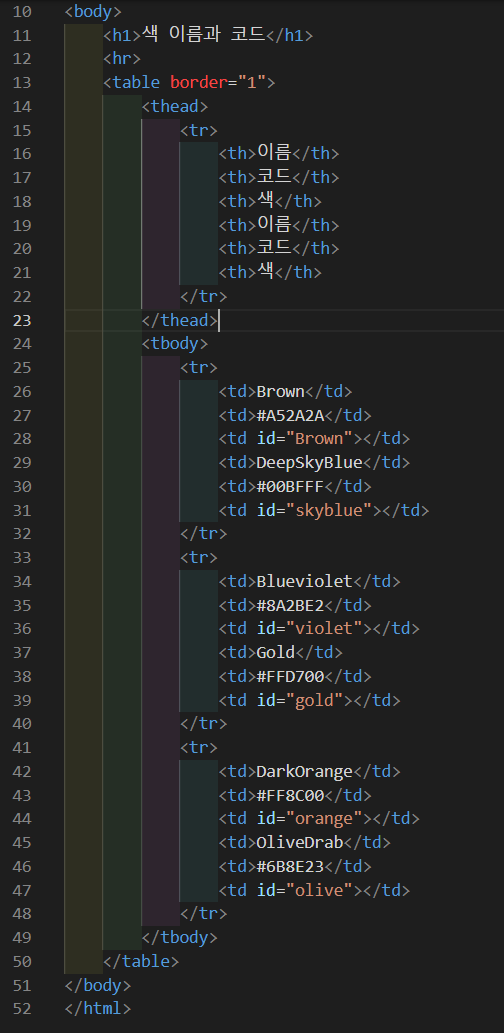 10 <body>
11     <h1>색 이름과 코드</h1>
12     <hr>
13     <table border="1">
14         <thead>
15             <tr>
16                 <th>이름</th>
17                 <th>코드</th>
18                 <th>색</th>
19                 <th>이름</th>
20                 <th>코드</th>
21                 <th>색</th>
22             </tr>
23         </thead>
24         <tbody>
25             <tr>
26                 <td>Brown</td>
27                 <td>#A52A2A</td>
28                 <td id="Brown"></td>
29                 <td>DeepSkyBlue</td>
30                 <td>#00BFFF</td>
31                 <td id="skyblue"></td>
32             </tr>
33             <tr>
34                 <td>Blueviolet</td>
35                 <td>#8A2BE2</td>
36                 <td id="violet"></td>
37                 <td>Gold</td>
38                 <td>#FFD700</td>
39                 <td id="gold"></td>
40             </tr>
41             <tr>
42                 <td>DarkOrange</td>
43                 <td>#FF8C00</td>
44                 <td id="orange"></td>
45                 <td>OliveDrab</td>
46                 <td>#6B8E23</td>
47                 <td id="olive"></td>
48             </tr>
49         </tbody>
50     </table>
51 </body>
52 </html>